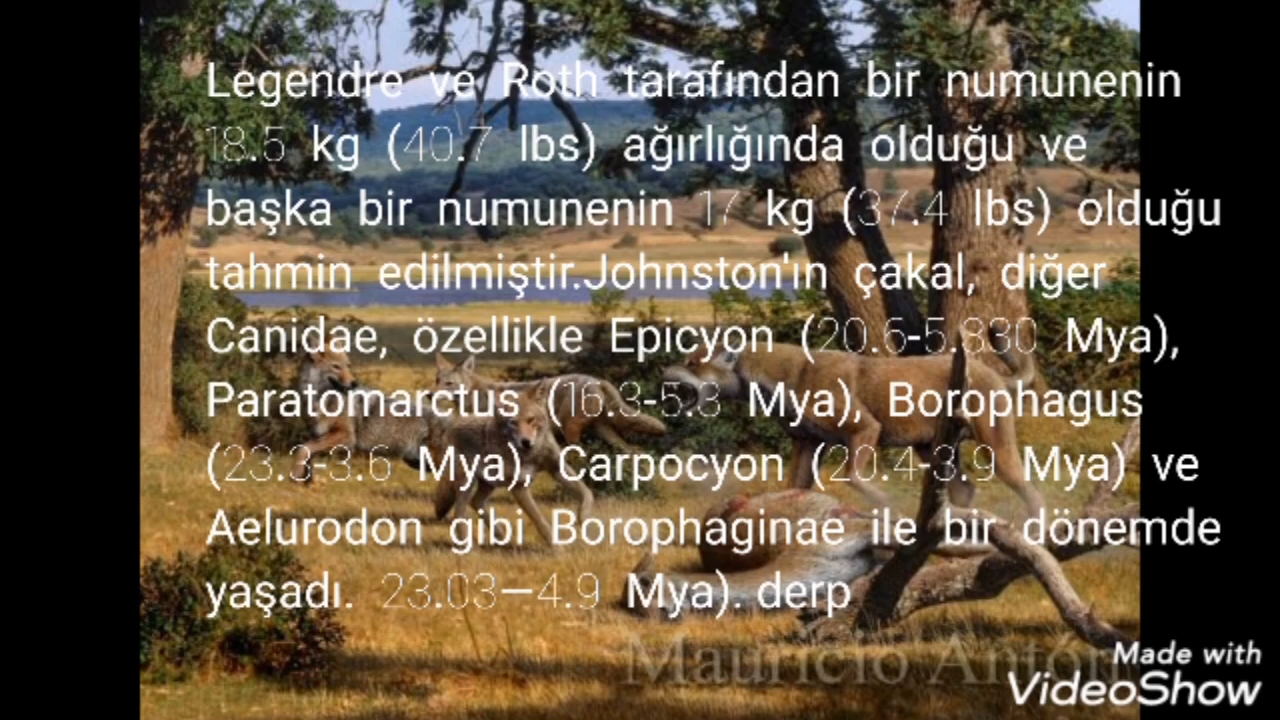 Legendre ve Roth tarafından bir numunenin
18.5 kg (40.7 lbs) ağırlığında olduğu ve
başka bir numunenin 17 kg (37.4 lbs) olduğu
tahmin edilmiştir.Johnston'ın çakal, diğer
Canidae, özellikle Epicyon (20.6-5.330 Mya),
Paratomarctus (16.3-5.3 Mya), Borophagus
(23.3-3.6 Mya), Carpocyon (20.4-3.9 Mya) ve
Aelurodon gibi Borophaginae ile bir dönemde
yaşadı. 23.03—4.9 Mya). derp
Mauricio Antón
Made with
VideoShow